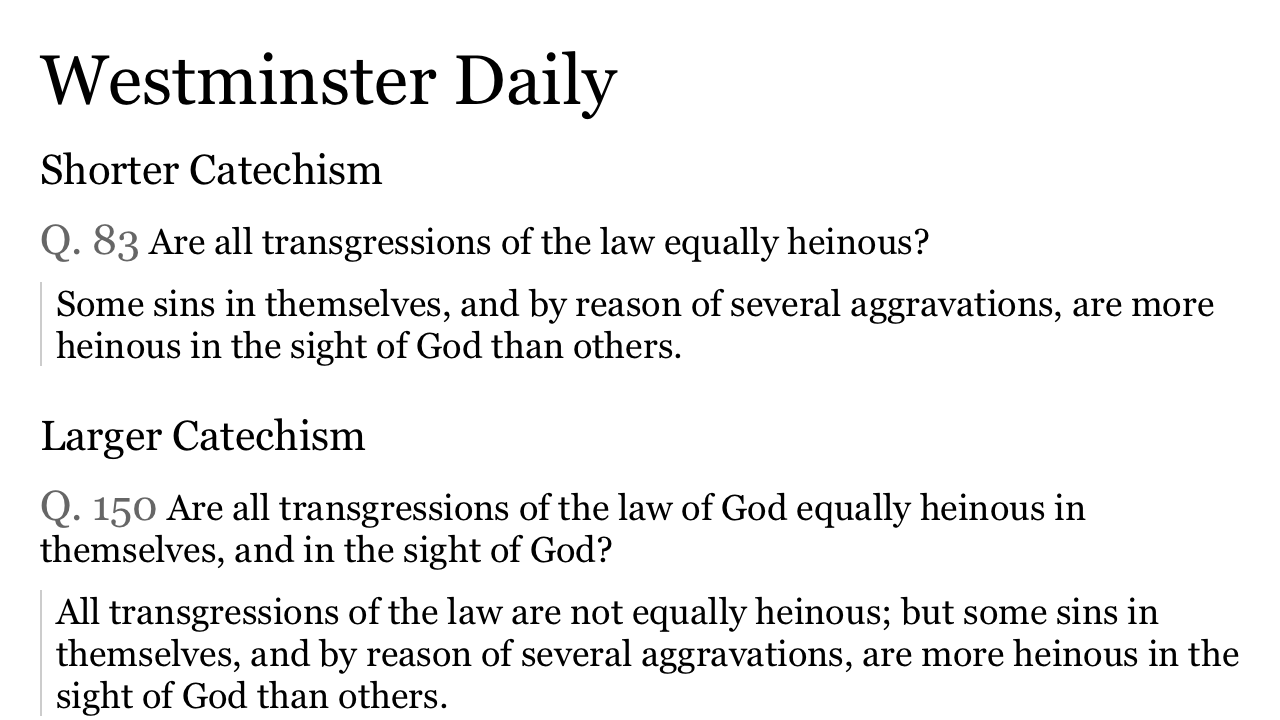 Westminster Daily
Shorter Catechism
Q. 83 Are all transgressions of the law equally heinous?
Some sins in themselves, and by reason of several aggravations, are more
heinous in the sight of God than others.
Larger Catechism
Q. 150 Are all transgressions of the law of God equally heinous in
themselves, and in the sight of God?
All transgressions of the law are not equally heinous; but some sins in
themselves, and by reason of several aggravations, are more heinous in the
sight of God than others.